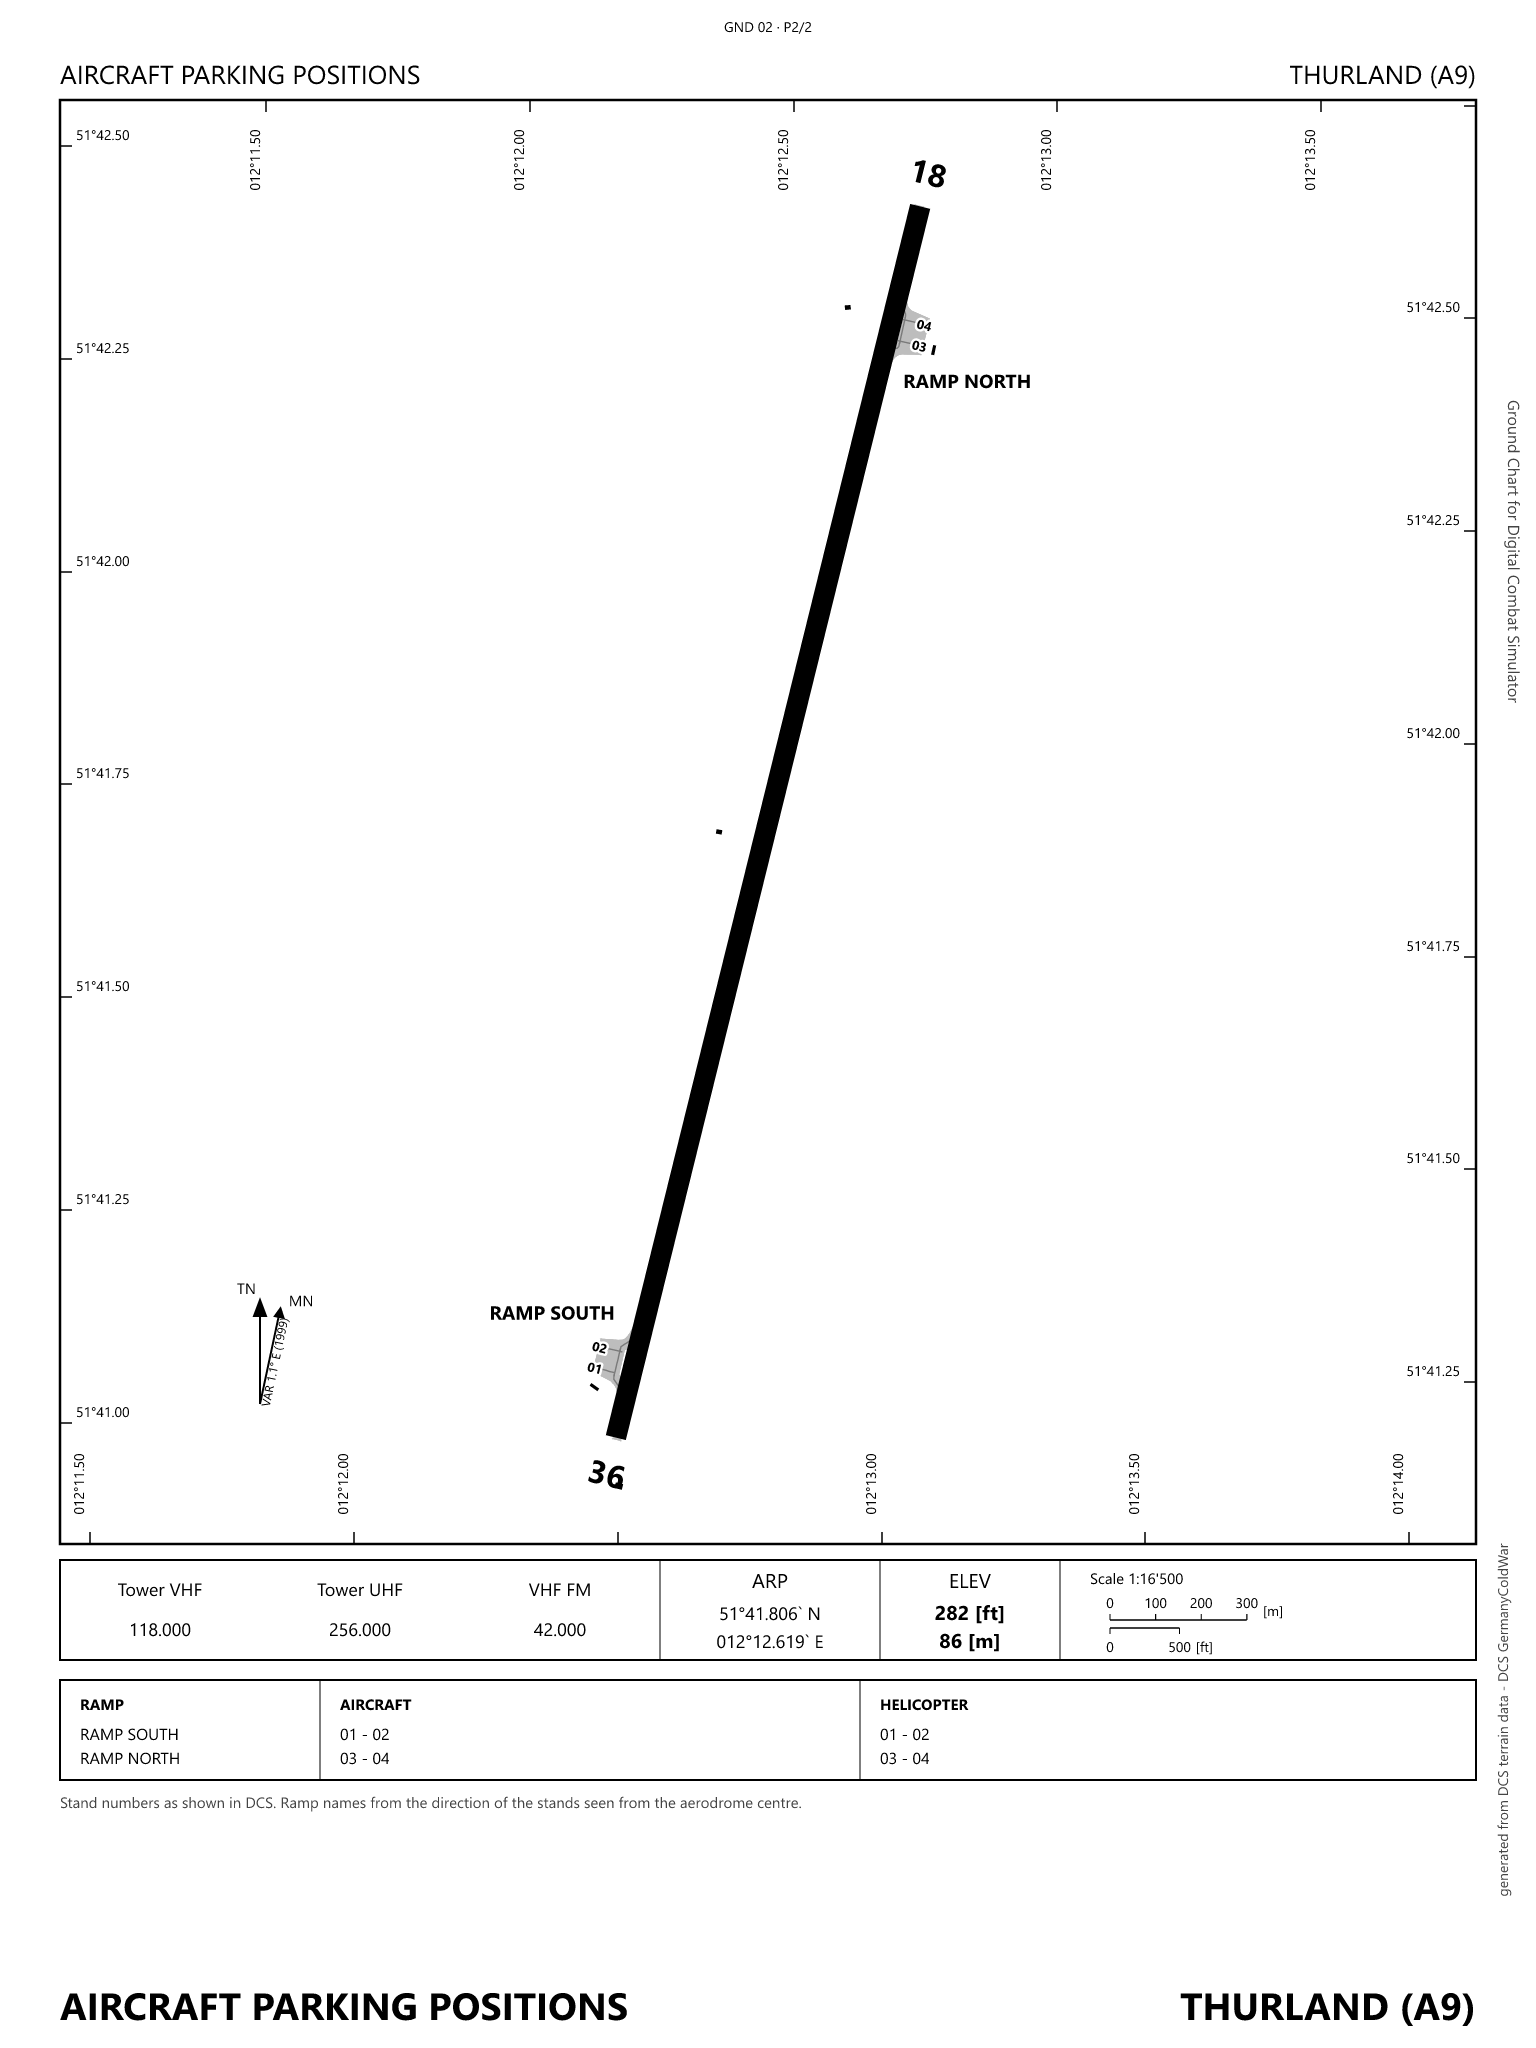 GND 02 · P2/2
AIRCRAFT PARKING POSITIONS
THURLAND (A9)
51°42.50
012°11.50
012°12.00
012°12.50
012°13.00
012°13.50
18
51°42.50
04
03
RAMP NORTH
51°42.25
51°42.25
51°42.00
51°42.00
51°41.75
51°41.75
51°41.50
51°41.50
51°41.25
51°41.25
51°41.00
TN
MN
VAR 1.1° E (1999)
RAMP SOUTH
02
01
36
012°11.50
012°12.00
012°13.00
012°13.50
012°14.00
Ground Chart for Digital Combat Simulator
Tower VHF
118.000
Tower UHF
256.000
VHF FM
42.000
ARP
51°41.806` N
012°12.619` E
ELEV
282 [ft]
86 [m]
Scale 1:16'500
0 100 200 300 [m]
0 500 [ft]
RAMP AIRCRAFT HELICOPTER
RAMP SOUTH 01 - 02 01 - 02
RAMP NORTH 03 - 04 03 - 04
Stand numbers as shown in DCS. Ramp names from the direction of the stands seen from the aerodrome centre.
generated from DCS terrain data - DCS GermanyColdWar
AIRCRAFT PARKING POSITIONS
THURLAND (A9)